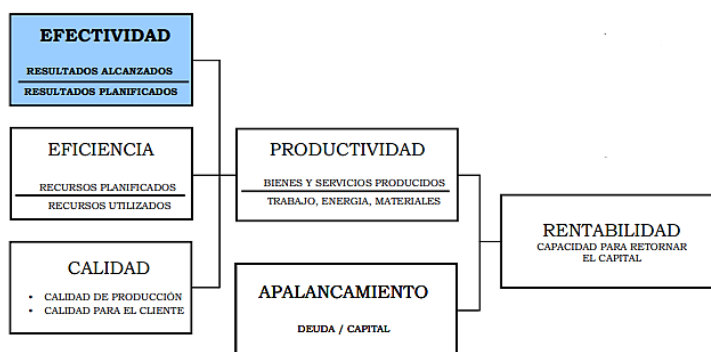 EFECTIVIDAD
RESULTADOS ALCANZADOS
RESULTADOS PLANIFICADOS
EFICIENCIA
RECURSOS PLANIFICADOS
RECURSOS UTILIZADOS
CALIDAD
• CALIDAD DE PRODUCCIÓN
• CALIDAD PARA EL CLIENTE
PRODUCTIVIDAD
BIENES Y SERVICIOS PRODUCIDOS
TRABAJO, ENERGIA, MATERIALES
APALANCAMIENTO
DEUDA / CAPITAL
RENTABILIDAD
CAPACIDAD PARA RETORNAR
EL CAPITAL